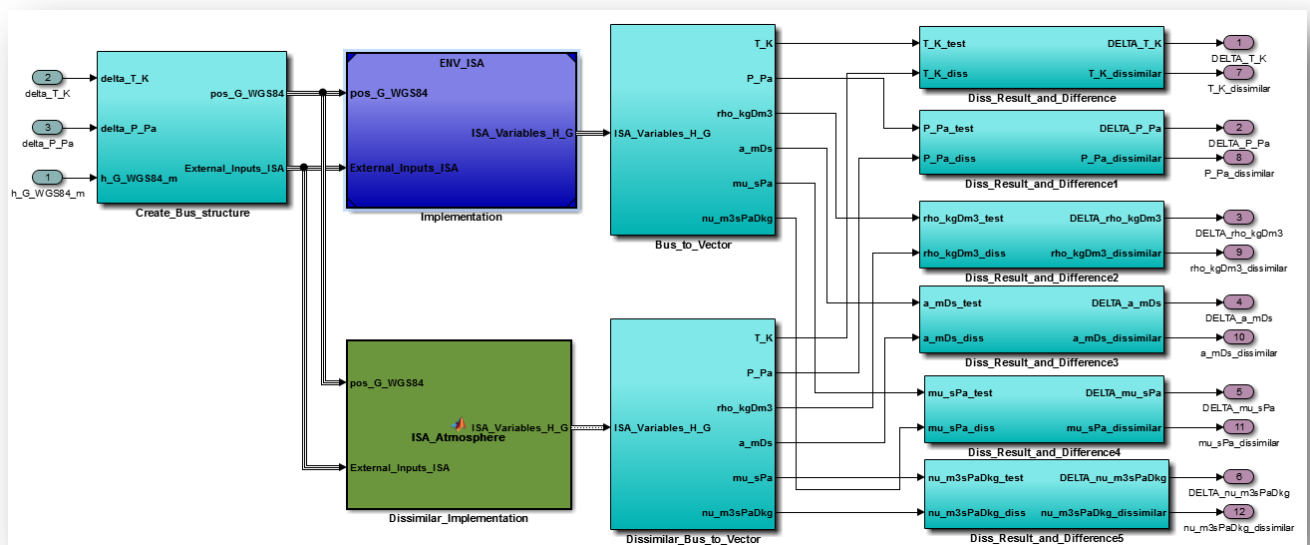 2
delta_T_K
3
delta_P_Pa
1
h_G_WGS84_m
delta_T_K
pos_G_WGS84
delta_P_Pa
External_Inputs_ISA
h_G_WGS84_m
Create_Bus_structure
ENV_ISA
pos_G_WGS84
ISA_Variables_H_G
External_Inputs_ISA
Implementation
pos_G_WGS84
ISA_Variables_H_G
ISA_Atmosphere
External_Inputs_ISA
Dissimilar_Implementation
T_K
P_Pa
rho_kgDm3
ISA_Variables_H_G
a_mDs
mu_sPa
nu_m3sPaDkg
Bus_to_Vector
T_K
P_Pa
rho_kgDm3
ISA_Variables_H_G
a_mDs
mu_sPa
nu_m3sPaDkg
Dissimilar_Bus_to_Vector
T_K_test DELTA_T_K
T_K_diss T_K_dissimilar
Diss_Result_and_Difference
P_Pa_test DELTA_P_Pa
P_Pa_diss P_Pa_dissimilar
Diss_Result_and_Difference1
rho_kgDm3_test DELTA_rho_kgDm3
rho_kgDm3_diss rho_kgDm3_dissimilar
Diss_Result_and_Difference2
a_mDs_test DELTA_a_mDs
a_mDs_diss a_mDs_dissimilar
Diss_Result_and_Difference3
mu_sPa_test DELTA_mu_sPa
mu_sPa_diss mu_sPa_dissimilar
Diss_Result_and_Difference4
nu_m3sPaDkg_test DELTA_nu_m3sPaDkg
nu_m3sPaDkg_diss nu_m3sPaDkg_dissimilar
Diss_Result_and_Difference5
1
DELTA_T_K
7
T_K_dissimilar
2
DELTA_P_Pa
8
P_Pa_dissimilar
3
DELTA_rho_kgDm3
9
rho_kgDm3_dissimilar
4
DELTA_a_mDs
10
a_mDs_dissimilar
5
DELTA_mu_sPa
11
mu_sPa_dissimilar
6
DELTA_nu_m3sPaDkg
12
nu_m3sPaDkg_dissimilar